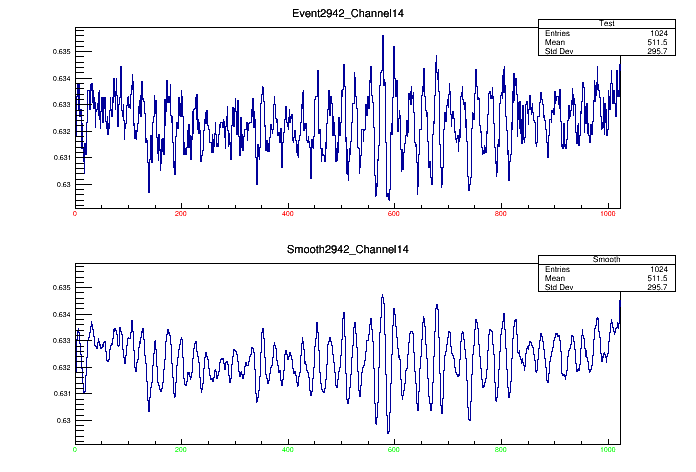 Event2942_Channel14
Test
Entries 1024
Mean 511.5
Std Dev 295.7
0.635
0.634
0.633
0.632
0.631
0.63
0 200 400 600 800 1000
Smooth2942_Channel14
Smooth
Entries 1024
Mean 511.5
Std Dev 295.7
0.635
0.634
0.633
0.632
0.631
0.63
0 200 400 600 800 1000